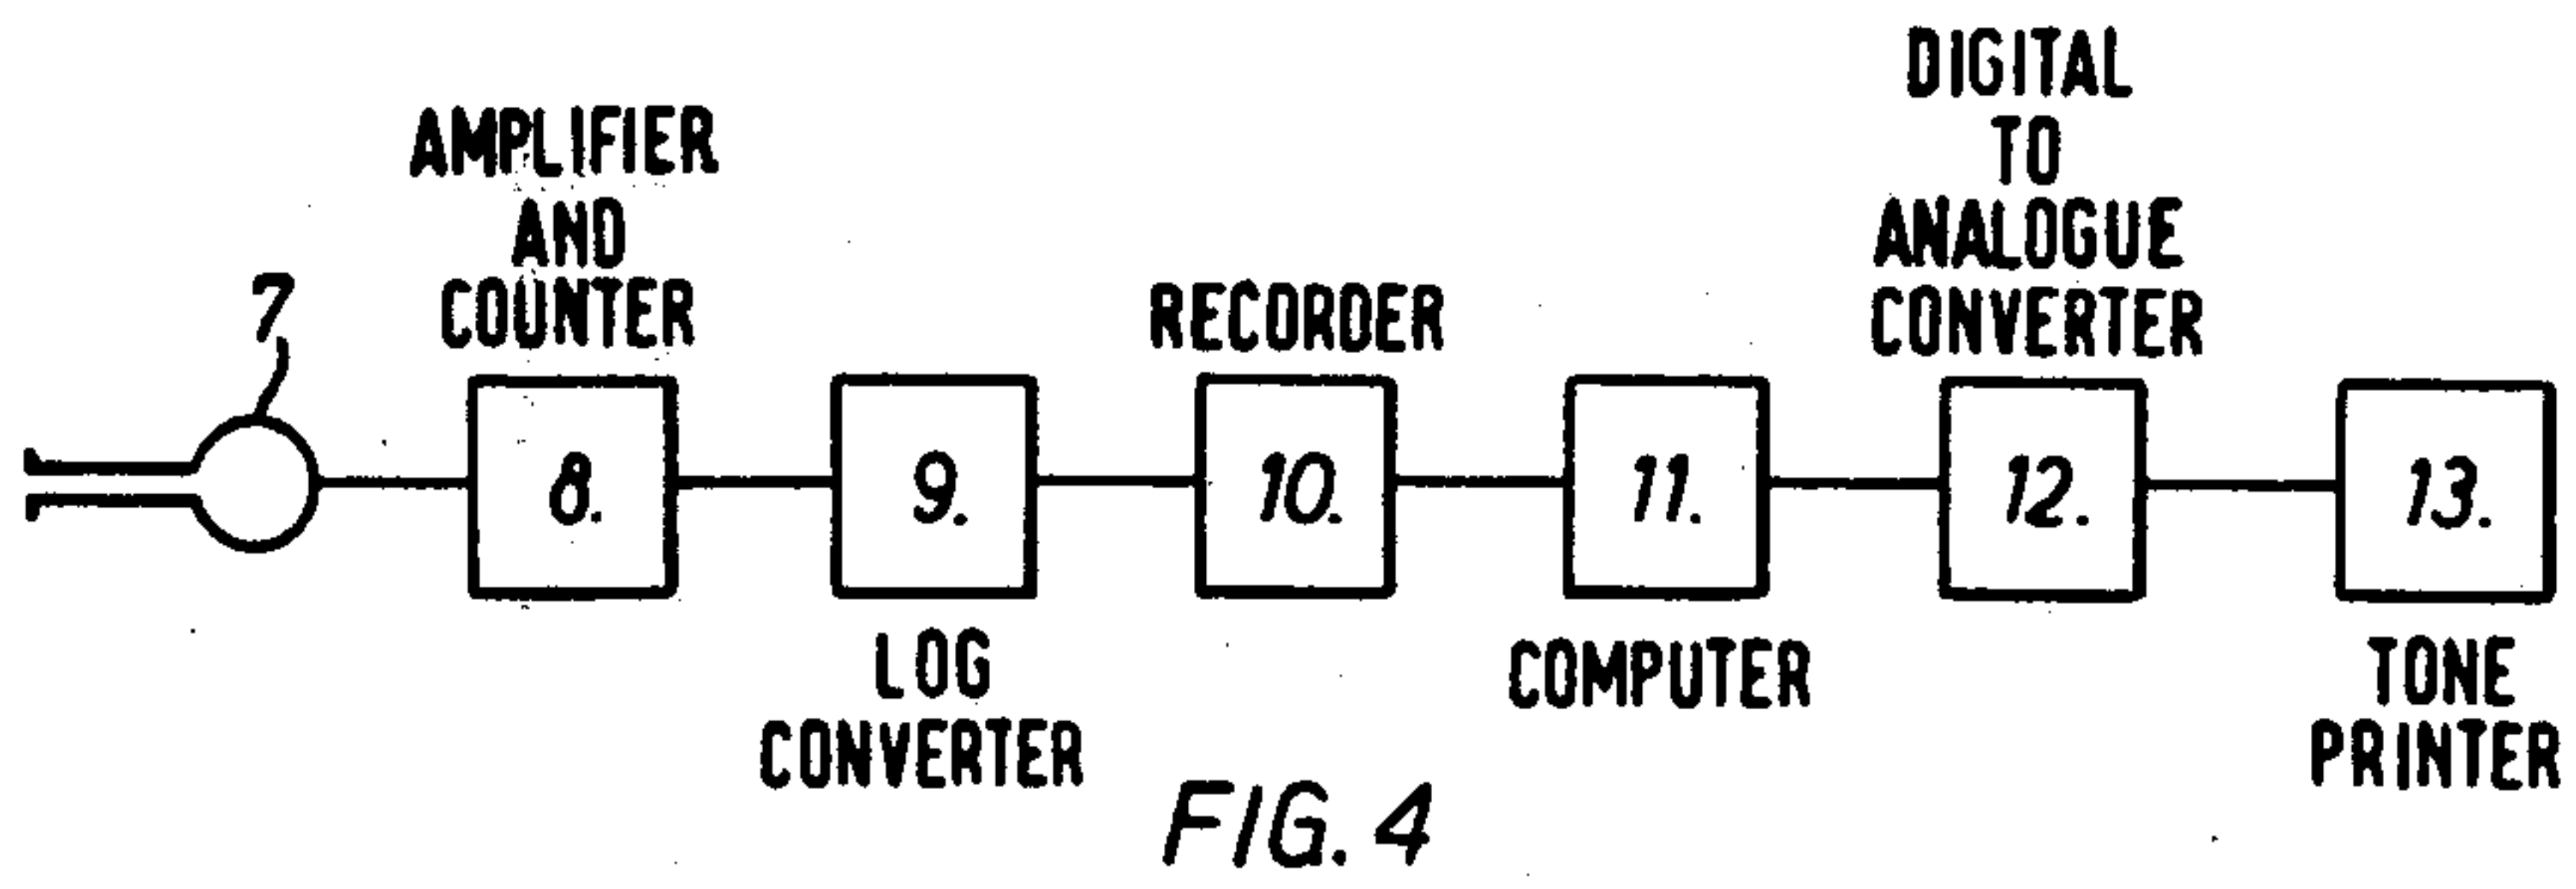 7
AMPLIFIER
AND
COUNTER
8.
9.
LOG
CONVERTER
RECORDER
10.
11.
COMPUTER
DIGITAL
TO
ANALOGUE
CONVERTER
12.
13.
TONE
PRINTER
FIG. 4